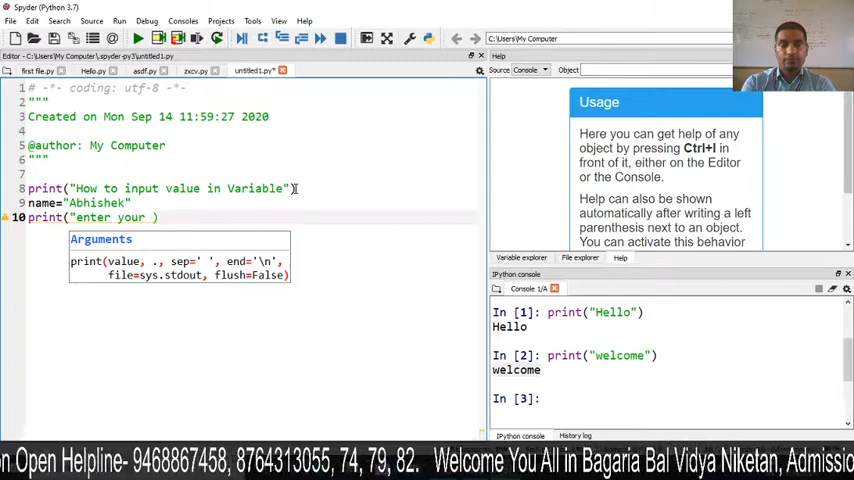 Spyder (Python 3.7)
File Edit Search Source Run Debug Consoles Projects Tools View Help
C:\Users\My Computer
Editor - C:\Users\My Computer\.spyder-py3\untitled1.py
Help
first file.py Hello.py asdf.py zxcv.py untitled1.py*
Source Console Object
1 # -*- coding: utf-8 -*-
2 """
3 Created on Mon Sep 14 11:59:27 2020
4
5 @author: My Computer
6 """
7
8 print("How to input value in Variable")
9 name="Abhishek"
10 print("enter your )
Arguments
print(value, ., sep=' ', end='\n',
file=sys.stdout, flush=False)
Usage
Here you can get help of any
object by pressing Ctrl+I in
front of it, either on the Editor
or the Console.
Help can also be shown
automatically after writing a left
parenthesis next to an object.
You can activate this behavior
Variable explorer File explorer Help
IPython console
Console 1/A
In [1]: print("Hello")
Hello
In [2]: print("welcome")
welcome
In [3]:
IPython console History log
on Open Helpline- 9468867458, 8764313055, 74, 79, 82. Welcome You All in Bagaria Bal Vidya Niketan, Admissio